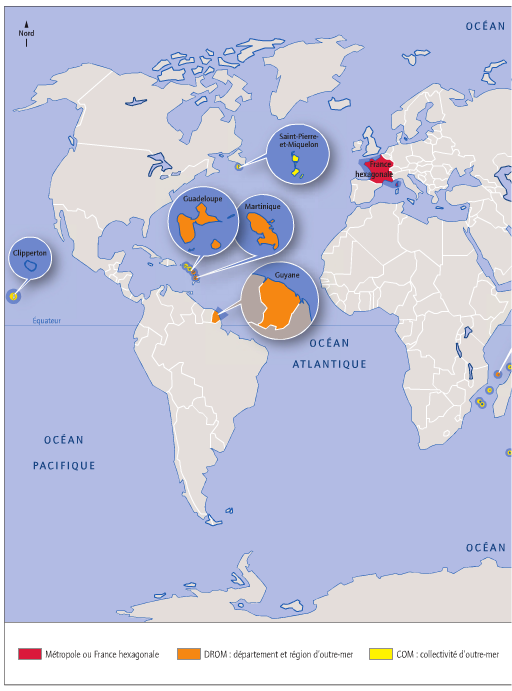 OCÉAN
Nord
Saint-Pierre-
et-Miquelon
France
hexagonale
Guadeloupe
Martinique
Clipperton
Guyane
Équateur
OCÉAN
ATLANTIQUE
OCÉAN
PACIFIQUE
OCÉAN
Métropole ou France hexagonale
DROM : département et région d'outre-mer
COM : collectivité d'outre-mer